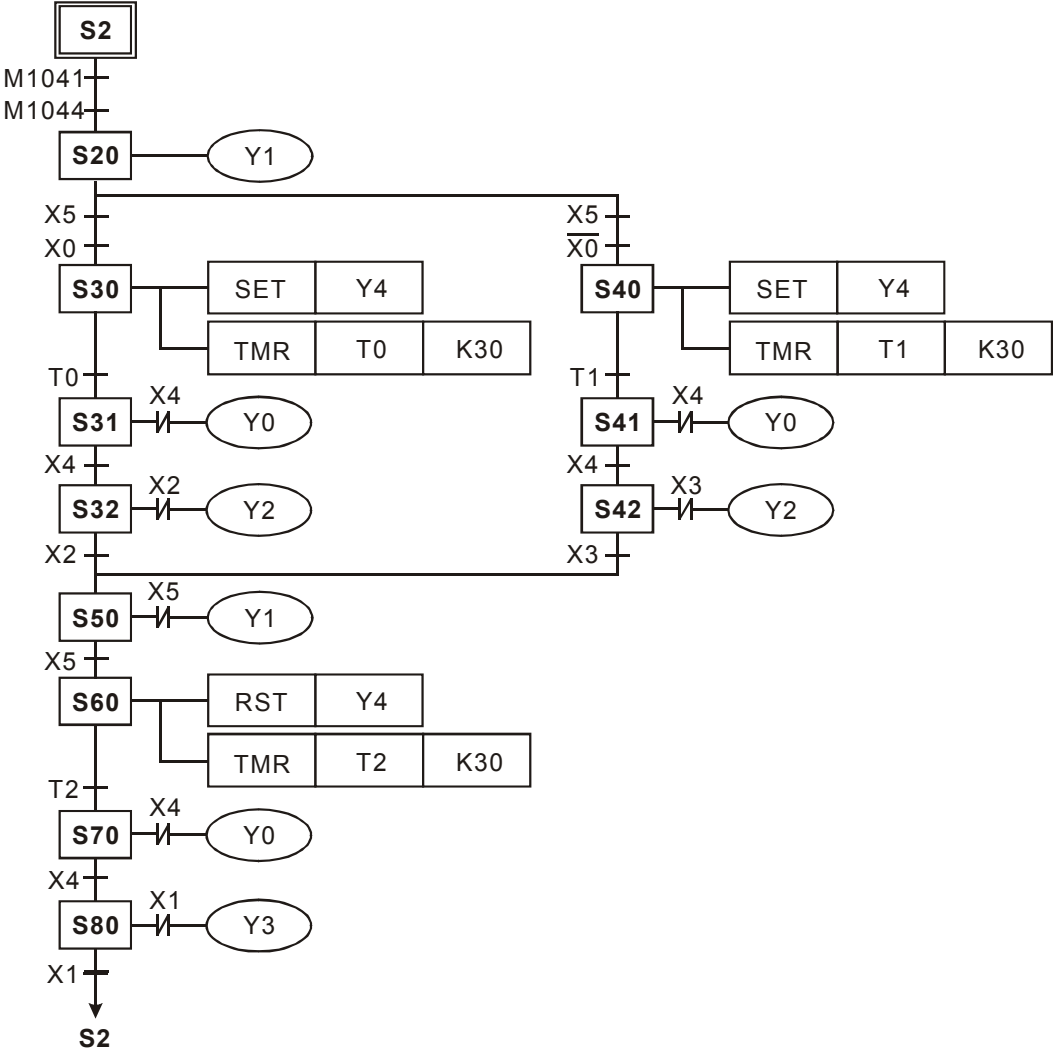 S2
M1041
M1044
S20 Y1
X5 X5
X0 X̅0̅
S30 SET Y4 S40 SET Y4
TMR T0 K30 TMR T1 K30
T0 T1
X4 X4
S31 Y0 S41 Y0
X4 X4
X2 X3
S32 Y2 S42 Y2
X2 X3
X5
S50 Y1
X5
S60 RST Y4
TMR T2 K30
T2
X4
S70 Y0
X4
X1
S80 Y3
X1
S2